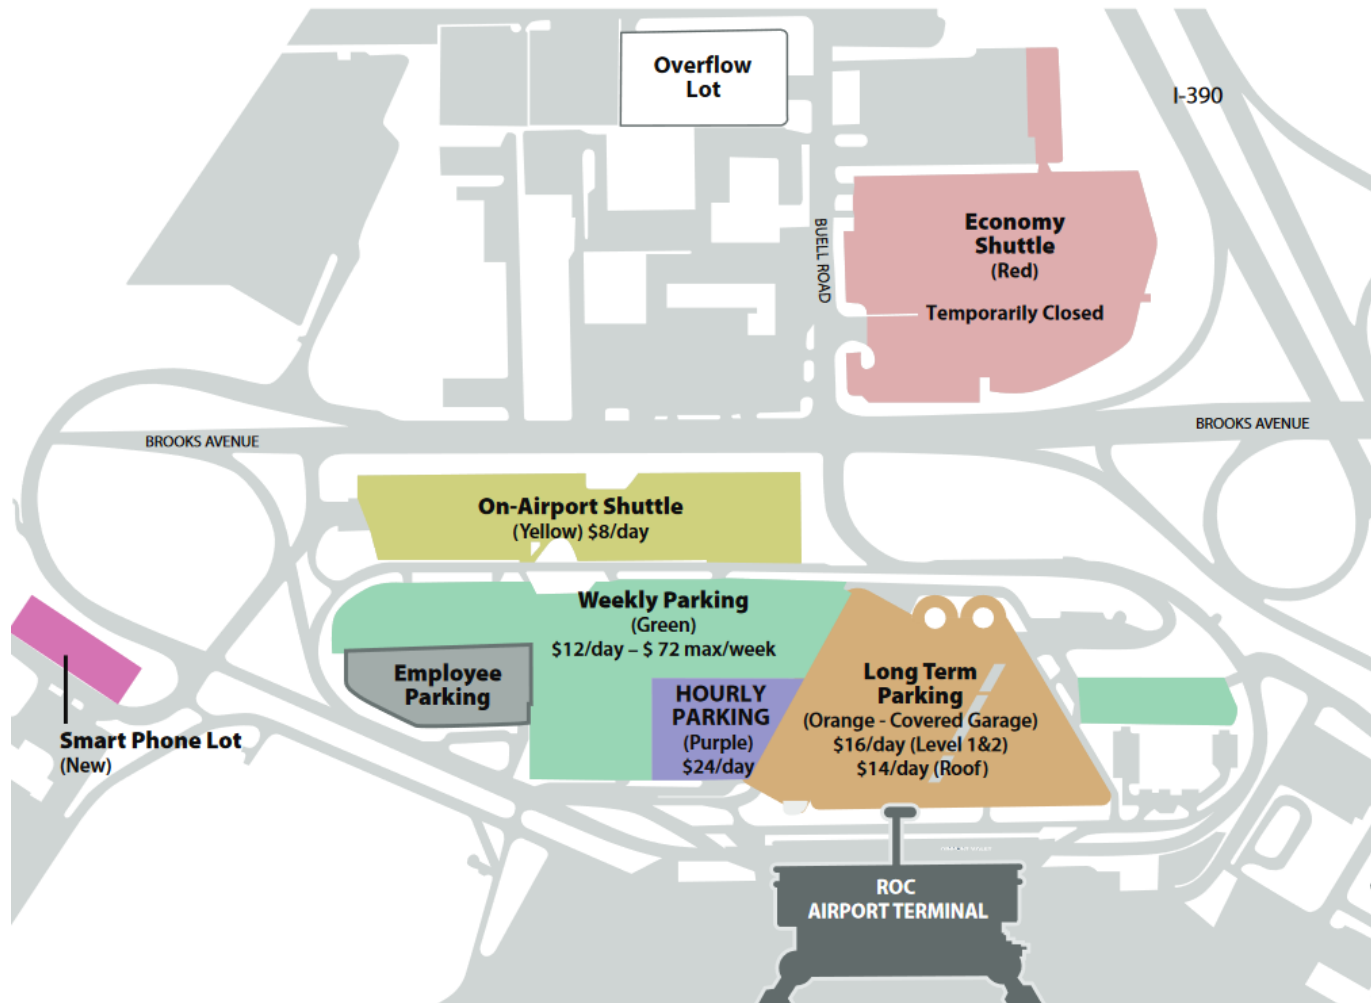 Overflow
Lot
I-390
Economy
Shuttle
(Red)
Temporarily Closed
BUELL ROAD
BROOKS AVENUE
BROOKS AVENUE
On-Airport Shuttle
(Yellow) $8/day
Weekly Parking
(Green)
$12/day – $ 72 max/week
Employee
Parking
HOURLY
PARKING
(Purple)
$24/day
Long Term
Parking
(Orange - Covered Garage)
$16/day (Level 1&2)
$14/day (Roof)
Smart Phone Lot
(New)
ROC
AIRPORT TERMINAL